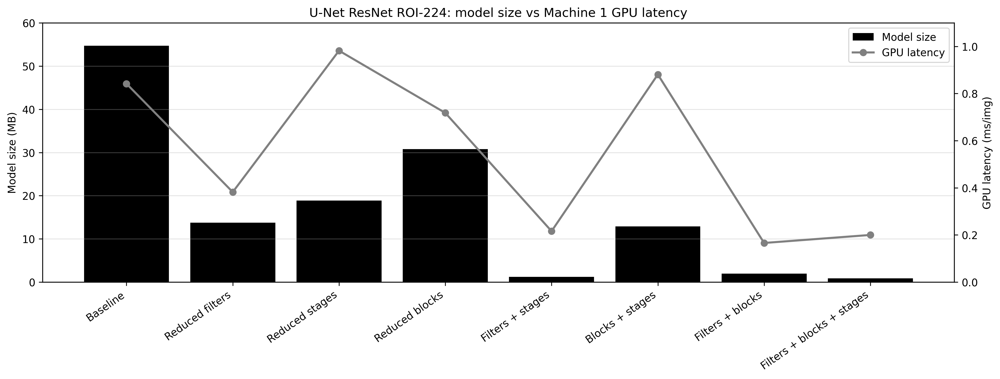 U-Net ResNet ROI-224: model size vs Machine 1 GPU latency
Model size
GPU latency
Model size (MB)
60
50
40
30
20
10
0
GPU latency (ms/img)
1.0
0.8
0.6
0.4
0.2
0.0
Baseline
Reduced filters
Reduced stages
Reduced blocks
Filters + stages
Blocks + stages
Filters + blocks
Filters + blocks + stages